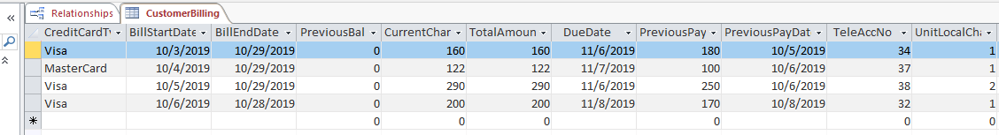 Relationships CustomerBilling
CreditCardTy BillStartDate BillEndDate PreviousBal CurrentChar TotalAmoun DueDate PreviousPay PreviousPayDat TeleAccNo UnitLocalCha
Visa 10/3/2019 10/29/2019 0 160 160 11/6/2019 180 10/5/2019 34 1
MasterCard 10/4/2019 10/29/2019 0 122 122 11/7/2019 100 10/6/2019 37 1
Visa 10/5/2019 10/29/2019 0 290 290 11/6/2019 250 10/6/2019 38 2
Visa 10/6/2019 10/28/2019 0 200 200 11/8/2019 170 10/8/2019 32 1
0 0 0 0 0 0